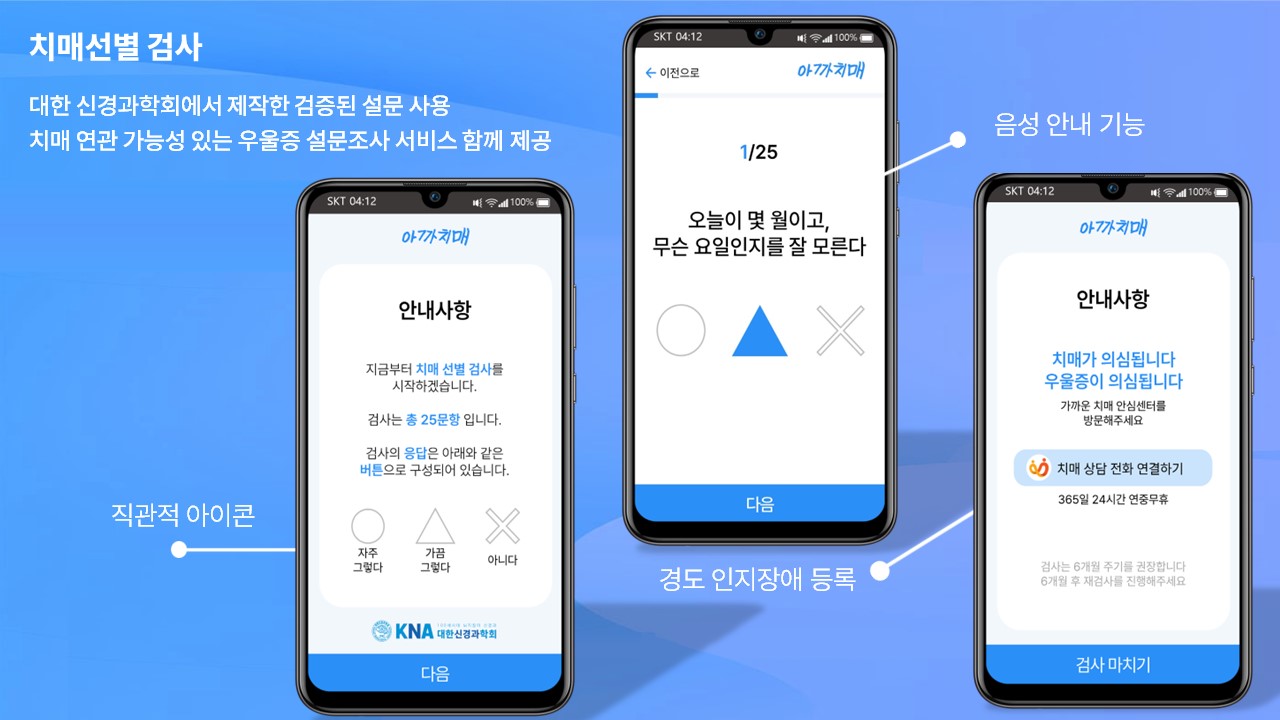 치매선별 검사
대한 신경과학회에서 제작한 검증된 설문 사용
치매 연관 가능성 있는 우울증 설문조사 서비스 함께 제공
SKT 04:12
100%
아까치매
안내사항
지금부터 치매 선별 검사를
시작하겠습니다.
검사는 총 25문항 입니다.
검사의 응답은 아래와 같은
버튼으로 구성되어 있습니다.
자주
그렇다
가끔
그렇다
아니다
KNA 대한신경과학회
다음
직관적 아이콘
SKT 04:12
100%
이전으로
아까치매
1/25
오늘이 몇 월이고,
무슨 요일인지를 잘 모른다
다음
음성 안내 기능
SKT 04:12
100%
아까치매
안내사항
치매가 의심됩니다
우울증이 의심됩니다
가까운 치매 안심센터를
방문해주세요
치매 상담 전화 연결하기
365일 24시간 연중무휴
검사는 6개월 주기를 권장합니다
6개월 후 재검사를 진행해주세요
검사 마치기
경도 인지장애 등록